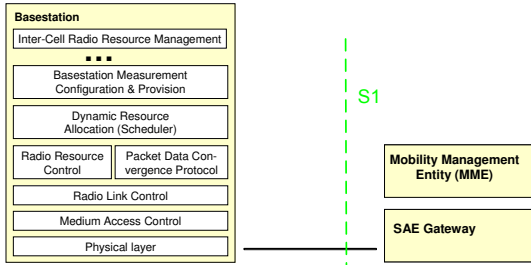 Basestation
Inter-Cell Radio Resource Management
...
Basestation Measurement
Configuration & Provision
Dynamic Resource
Allocation (Scheduler)
Radio Resource
Control
Packet Data Con-
vergence Protocol
Radio Link Control
Medium Access Control
Physical layer
S1
Mobility Management
Entity (MME)
SAE Gateway